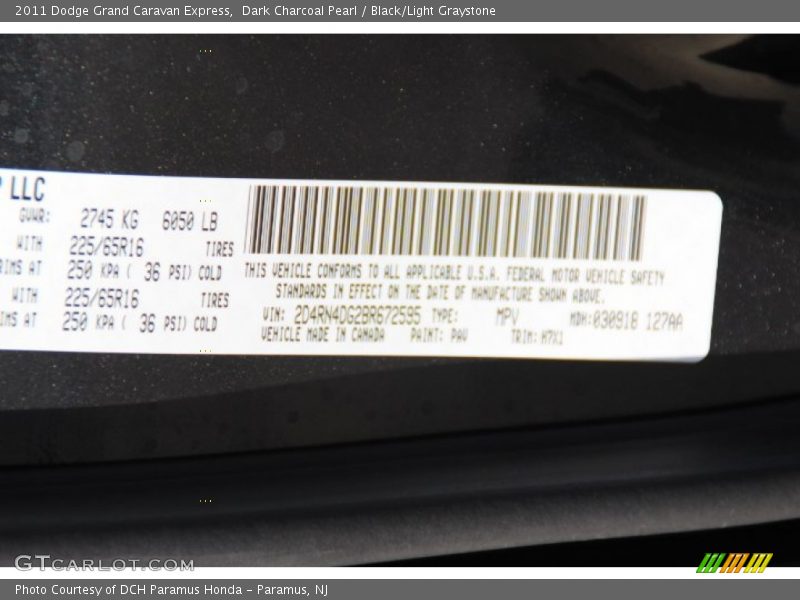 2011 Dodge Grand Caravan Express, Dark Charcoal Pearl / Black/Light Graystone
LLC
GVWR: 2745 KG 6050 LB
WITH 225/65R16 TIRES
RIMS AT 250 KPA ( 36 PSI) COLD
WITH 225/65R16 TIRES
IMS AT 250 KPA ( 36 PSI) COLD
THIS VEHICLE CONFORMS TO ALL APPLICABLE U.S.A. FEDERAL MOTOR VEHICLE SAFETY
STANDARDS IN EFFECT ON THE DATE OF MANUFACTURE SHOWN ABOVE.
VIN: 2D4RN4DG2BR672595 TYPE: MPV MDH:030918 127AA
VEHICLE MADE IN CANADA PAINT: PAV TRIM: H7X1
GTCARLOT.COM
Photo Courtesy of DCH Paramus Honda – Paramus, NJ